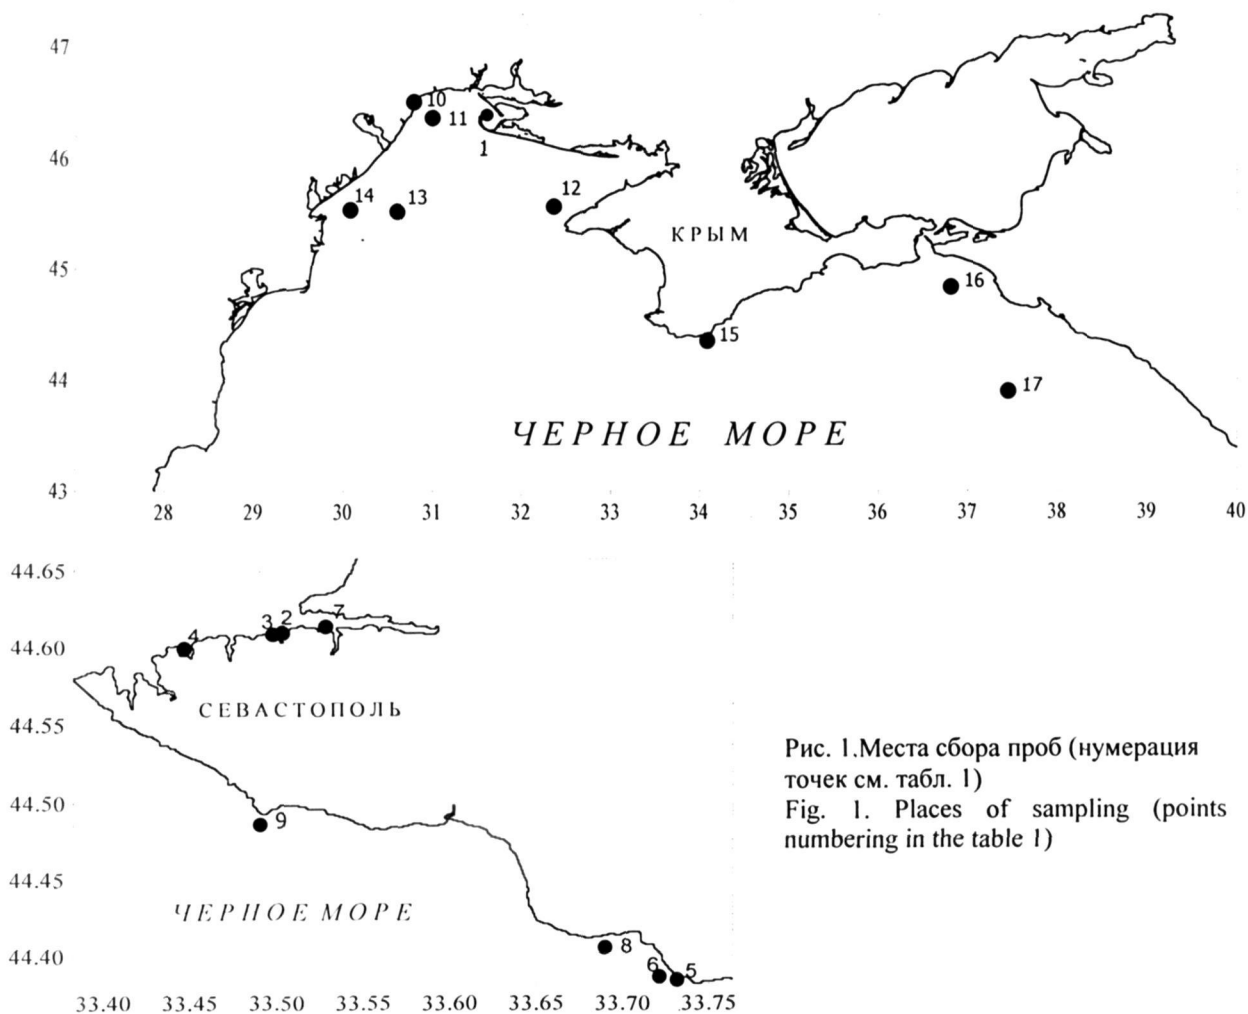 47
10
11
46
1
12
14
13
КРЫМ
45
16
15
44
17
ЧЕРНОЕ МОРЕ
43
28 29 30 31 32 33 34 35 36 37 38 39 40
44.65
3 2 7
4
44.60
СЕВАСТОПОЛЬ
44.55
44.50
9
44.45
ЧЕРНОЕ МОРЕ
8
44.40
6 5
33.40 33.45 33.50 33.55 33.60 33.65 33.70 33.75
Рис. 1.Места сбора проб (нумерация
точек см. табл. 1)
Fig. 1. Places of sampling (points
numbering in the table 1)